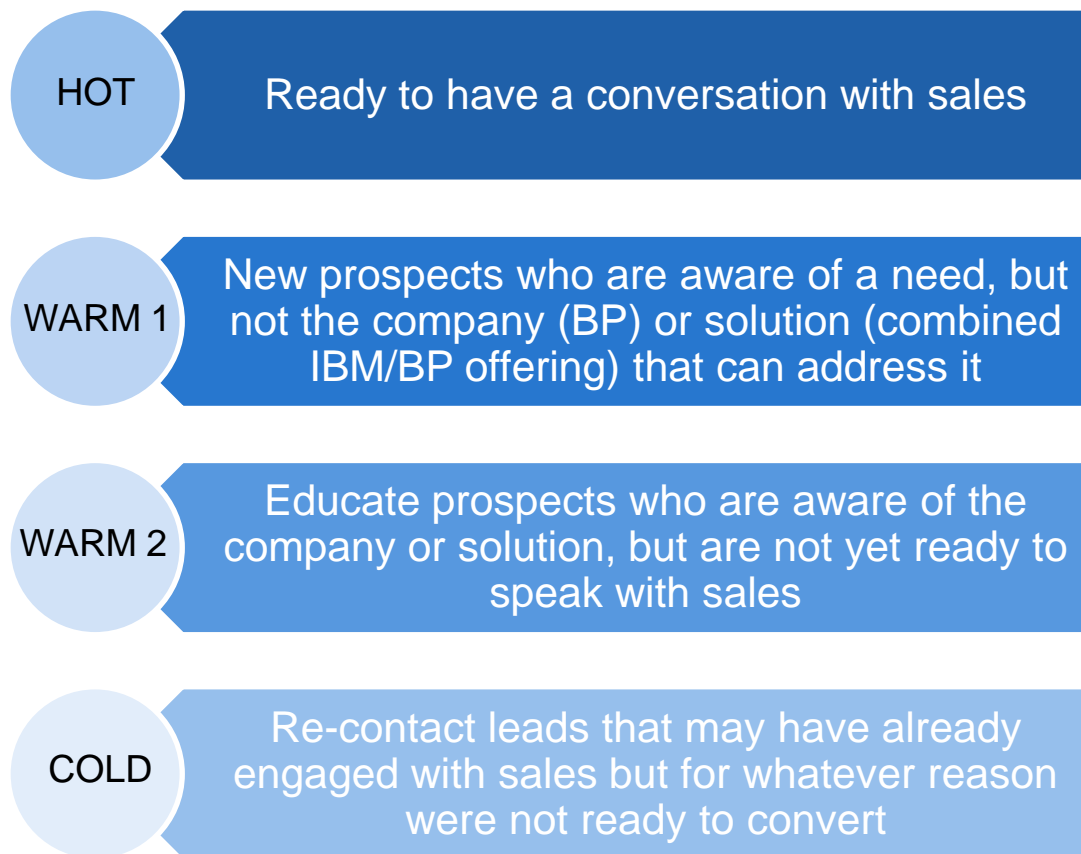 HOT
Ready to have a conversation with sales
WARM 1
New prospects who are aware of a need, but
not the company (BP) or solution (combined
IBM/BP offering) that can address it
WARM 2
Educate prospects who are aware of the
company or solution, but are not yet ready to
speak with sales
COLD
Re-contact leads that may have already
engaged with sales but for whatever reason
were not ready to convert